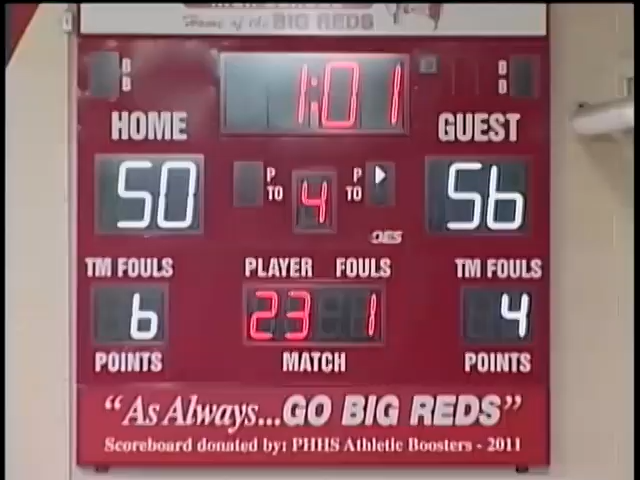 HIGH SCHOOL
Home of the BIG REDS
B B 1:01 B B
HOME GUEST
50 P TO 4 P TO 56
OES
TM FOULS PLAYER FOULS TM FOULS
6 23 1 4
POINTS MATCH POINTS
"As Always...GO BIG REDS"
Scoreboard donated by: PHHS Athletic Boosters - 2011